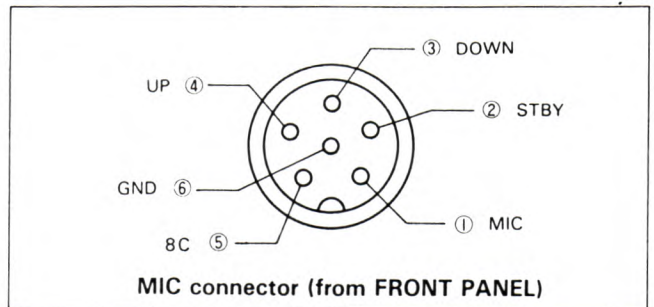 ③ DOWN
UP ④
② STBY
GND ⑥
8C ⑤
① MIC
MIC connector (from FRONT PANEL)